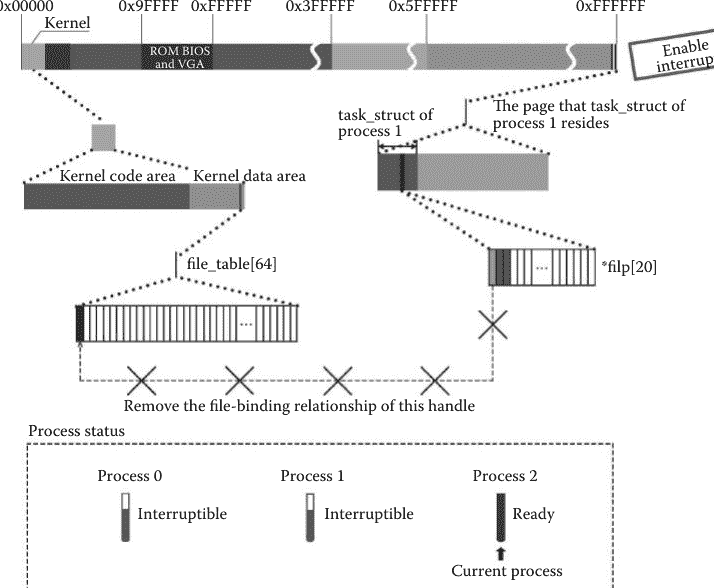 0x00000 0x9FFFF 0xFFFFF 0x3FFFFF 0x5FFFFF 0xFFFFFF
Kernel
ROM BIOS
and VGA
Enable
interrup
task_struct of
process 1
The page that task_struct of
process 1 resides
Kernel code area Kernel data area
file_table[64]
...
*filp[20]
...
Remove the file-binding relationship of this handle
Process status
Process 0 Process 1 Process 2
Interruptible Interruptible Ready
Current process